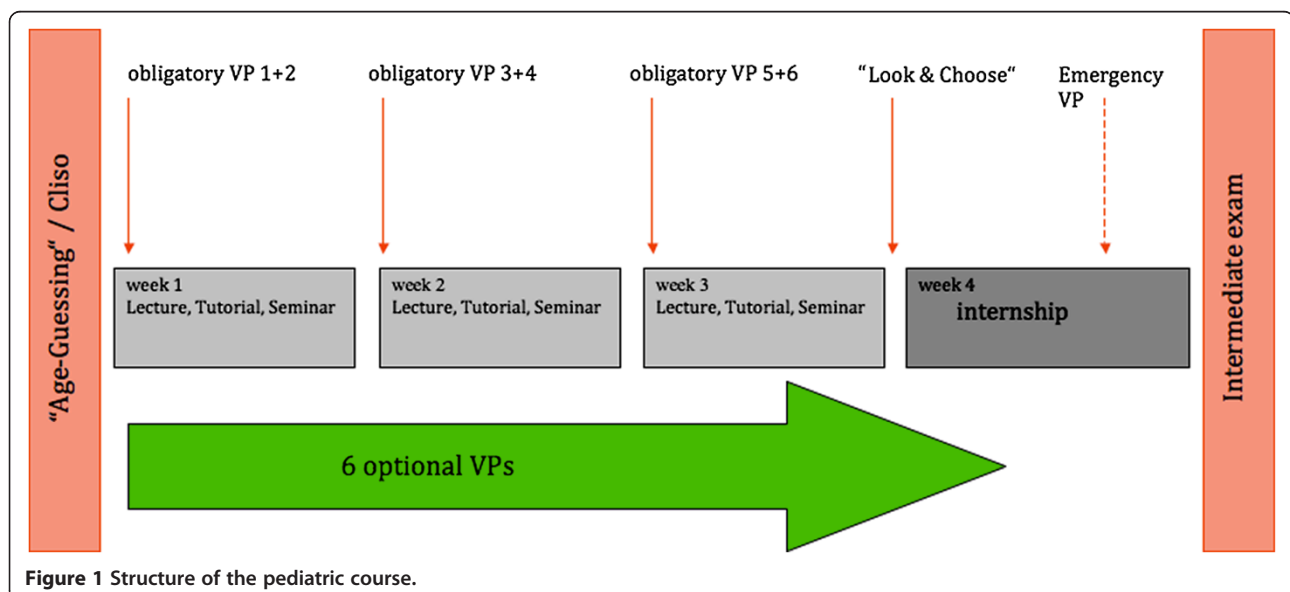 obligatory VP 1+2
obligatory VP 3+4
obligatory VP 5+6
“Look & Choose“
Emergency
VP
“Age-Guessing“ / Cliso
week 1
Lecture, Tutorial, Seminar
week 2
Lecture, Tutorial, Seminar
week 3
Lecture, Tutorial, Seminar
week 4
internship
Intermediate exam
6 optional VPs
Figure 1 Structure of the pediatric course.